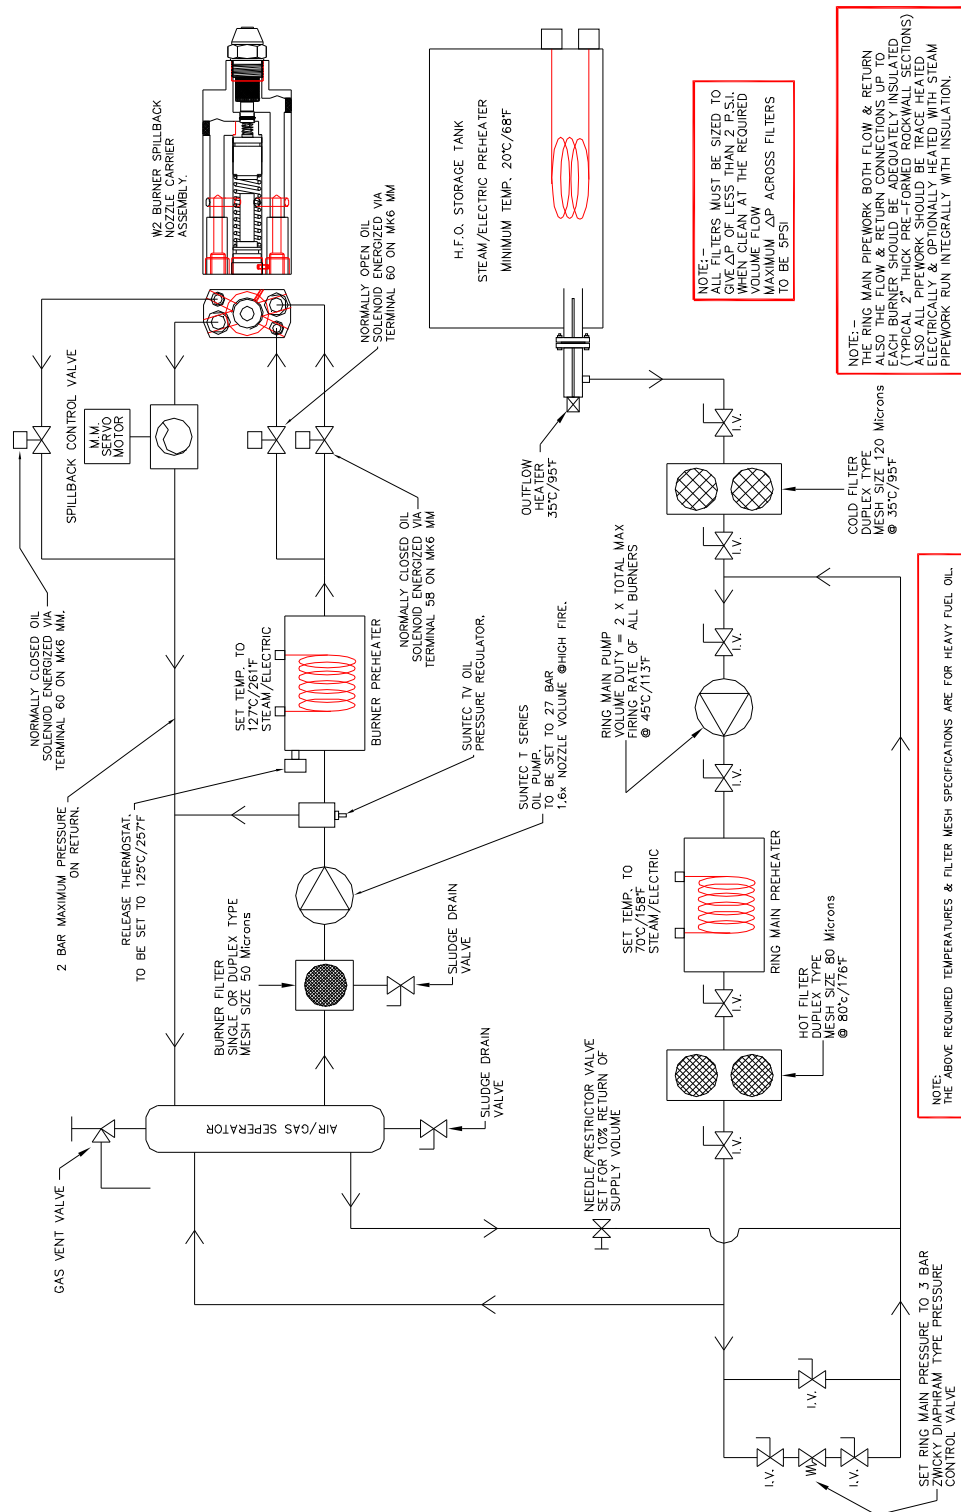 W2 BURNER SPILLBACK
NOZZLE CARRIER
ASSEMBLY.
H.F.O. STORAGE TANK
STEAM/ELECTRIC PREHEATER
MINIMUM TEMP. 20°C/68°F
NOTE:-
ALL FILTERS MUST BE SIZED TO
GIVE △P OF LESS THAN 2 P.S.I.
WHEN CLEAN AT THE REQUIRED
VOLUME FLOW
MAXIMUM △P ACROSS FILTERS
TO BE 5PSI
NOTE:-
THE RING MAIN PIPEWORK BOTH FLOW & RETURN
ALSO THE FLOW & RETURN CONNECTIONS UP TO
EACH BURNER SHOULD BE ADEQUATELY INSULATED
(TYPICAL 2" THICK PRE-FORMED ROCKWALL SECTIONS)
ALSO ALL PIPEWORK SHOULD BE TRACE HEATED
ELECTRICALLY & OPTIONALLY HEATED WITH STEAM
PIPEWORK RUN INTEGRALLY WITH INSULATION.
NORMALLY OPEN OIL
SOLENOID ENERGIZED VIA
TERMINAL 60 ON MK6 MM
SPILLBACK CONTROL VALVE
M.M.
SERVO
MOTOR
NORMALLY CLOSED OIL
SOLENIOD ENERGIZED VIA
TERMINAL 60 ON MK6 MM.
NORMALLY CLOSED OIL
SOLENOID ENERGIZED VIA
TERMINAL 58 ON MK6 MM
OUTFLOW
HEATER
35°C/95°F
I.V.
COLD FILTER
DUPLEX TYPE
MESH SIZE 120 Microns
@ 35°C/95°F
I.V.
I.V.
2 BAR MAXIMUM PRESSURE
ON RETURN.
RELEASE THERMOSTAT.
TO BE SET TO 125°C/257°F
SET TEMP. TO
127°C/261°F
STEAM/ELECTRIC
BURNER PREHEATER
SUNTEC TV OIL
PRESSURE REGULATOR.
SUNTEC T SERIES
OIL PUMP.
TO BE SET TO 27 BAR
1.6x NOZZLE VOLUME @HIGH FIRE.
RING MAIN PUMP
VOLUME DUTY = 2 X TOTAL MAX
FIRING RATE OF ALL BURNERS
@ 45°C/113°F
I.V.
BURNER FILTER
SINGLE OR DUPLEX TYPE
MESH SIZE 50 Microns
SLUDGE DRAIN
VALVE
SET TEMP. TO
70°C/158°F
STEAM/ELECTRIC
RING MAIN PREHEATER
I.V.
HOT FILTER
DUPLEX TYPE
MESH SIZE 80 Microns
@ 80°c/176°F
I.V.
NOTE:
THE ABOVE REQUIRED TEMPERATURES & FILTER MESH SPECIFICATIONS ARE FOR HEAVY FUEL OIL.
GAS VENT VALVE
AIR/GAS SEPERATOR
SLUDGE DRAIN
VALVE
NEEDLE/RESTRICTOR VALVE
SET FOR 10% RETURN OF
SUPPLY VOLUME
I.V.
I.V.
I.V.
SET RING MAIN PRESSURE TO 3 BAR
ZWICKY DIAPHRAM TYPE PRESSURE
CONTROL VALVE